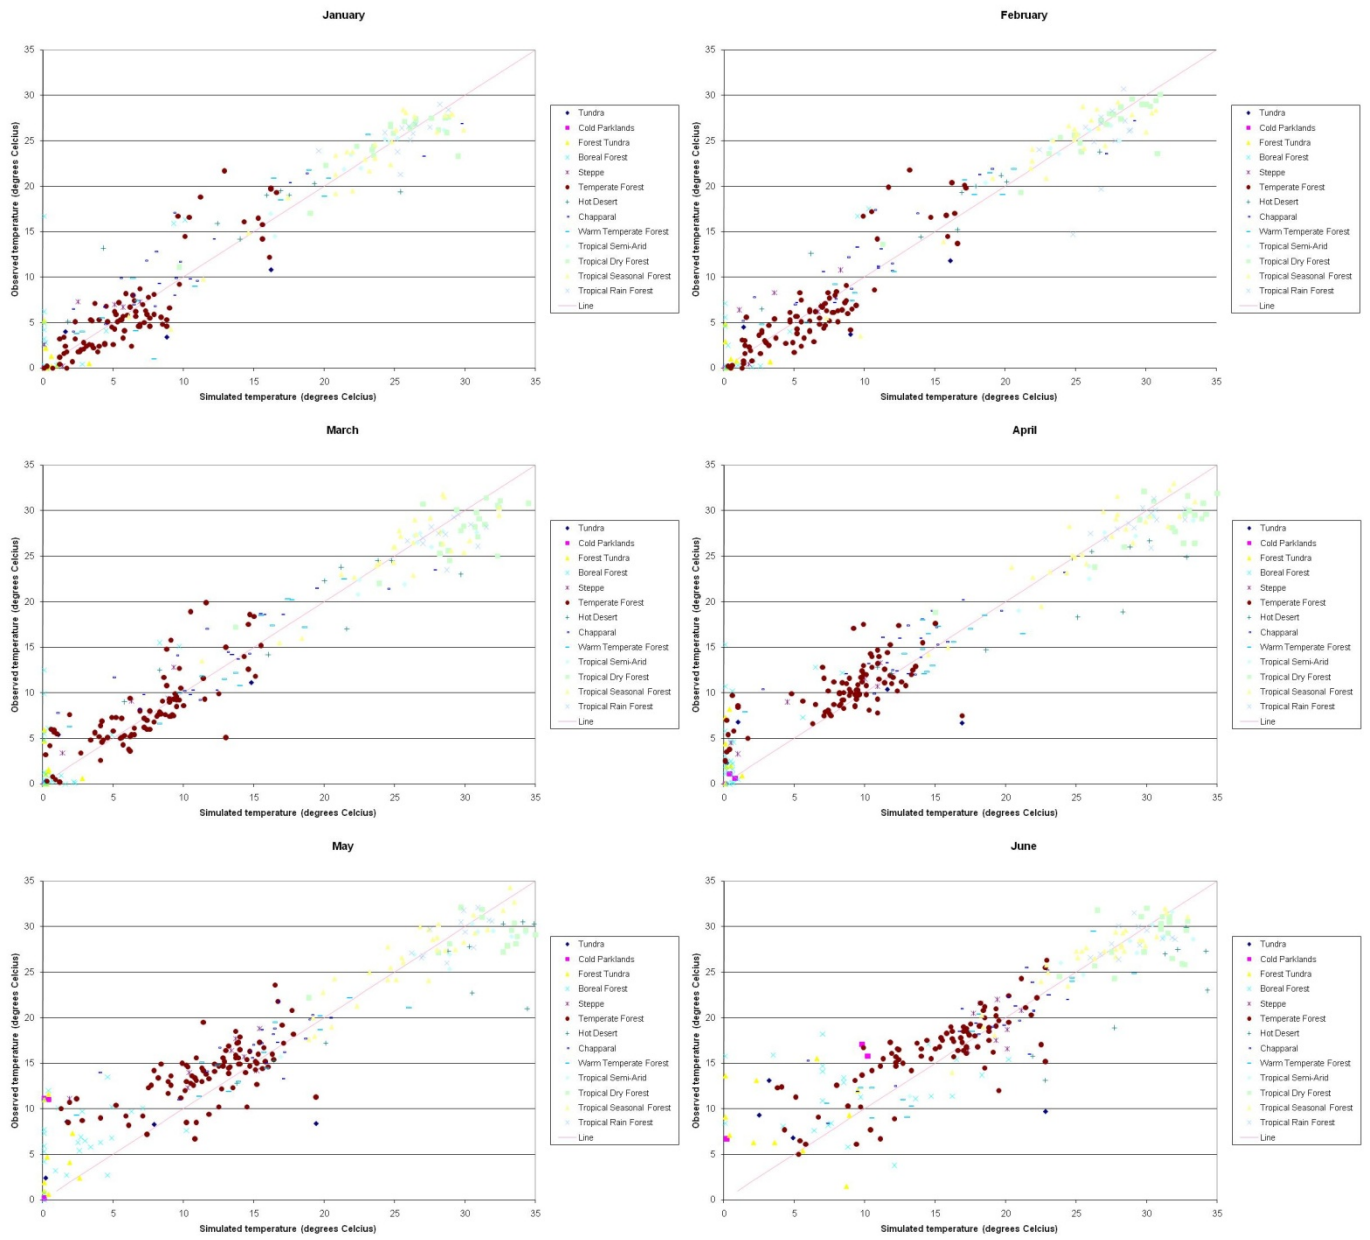 January
Observed temperature (degrees Celcius)
35
30
25
20
15
10
5
0
0 5 10 15 20 25 30 35
Simulated temperature (degrees Celcius)
Tundra
Cold Parklands
Forest Tundra
Boreal Forest
Steppe
Temperate Forest
Hot Desert
Chapparal
Warm Temperate Forest
Tropical Semi-Arid
Tropical Dry Forest
Tropical Seasonal Forest
Tropical Rain Forest
Line
February
Observed temperature (degrees Celcius)
35
30
25
20
15
10
5
0
0 5 10 15 20 25 30 35
Simulated temperature (degrees Celcius)
Tundra
Cold Parklands
Forest Tundra
Boreal Forest
Steppe
Temperate Forest
Hot Desert
Chapparal
Warm Temperate Forest
Tropical Semi-Arid
Tropical Dry Forest
Tropical Seasonal Forest
Tropical Rain Forest
Line
March
Observed temperature (degrees Celcius)
35
30
25
20
15
10
5
0
0 5 10 15 20 25 30 35
Simulated temperature (degrees Celcius)
Tundra
Cold Parklands
Forest Tundra
Boreal Forest
Steppe
Temperate Forest
Hot Desert
Chapparal
Warm Temperate Forest
Tropical Semi-Arid
Tropical Dry Forest
Tropical Seasonal Forest
Tropical Rain Forest
Line
April
Observed temperature (degrees Celcius)
35
30
25
20
15
10
5
0
0 5 10 15 20 25 30 35
Simulated temperature (degrees Celcius)
Tundra
Cold Parklands
Forest Tundra
Boreal Forest
Steppe
Temperate Forest
Hot Desert
Chapparal
Warm Temperate Forest
Tropical Semi-Arid
Tropical Dry Forest
Tropical Seasonal Forest
Tropical Rain Forest
Line
May
Observed temperature (degrees Celcius)
35
30
25
20
15
10
5
0
0 5 10 15 20 25 30 35
Simulated temperature (degrees Celcius)
Tundra
Cold Parklands
Forest Tundra
Boreal Forest
Steppe
Temperate Forest
Hot Desert
Chapparal
Warm Temperate Forest
Tropical Semi-Arid
Tropical Dry Forest
Tropical Seasonal Forest
Tropical Rain Forest
Line
June
Observed temperature (degrees Celcius)
35
30
25
20
15
10
5
0
0 5 10 15 20 25 30 35
Simulated temperature (degrees Celcius)
Tundra
Cold Parklands
Forest Tundra
Boreal Forest
Steppe
Temperate Forest
Hot Desert
Chapparal
Warm Temperate Forest
Tropical Semi-Arid
Tropical Dry Forest
Tropical Seasonal Forest
Tropical Rain Forest
Line